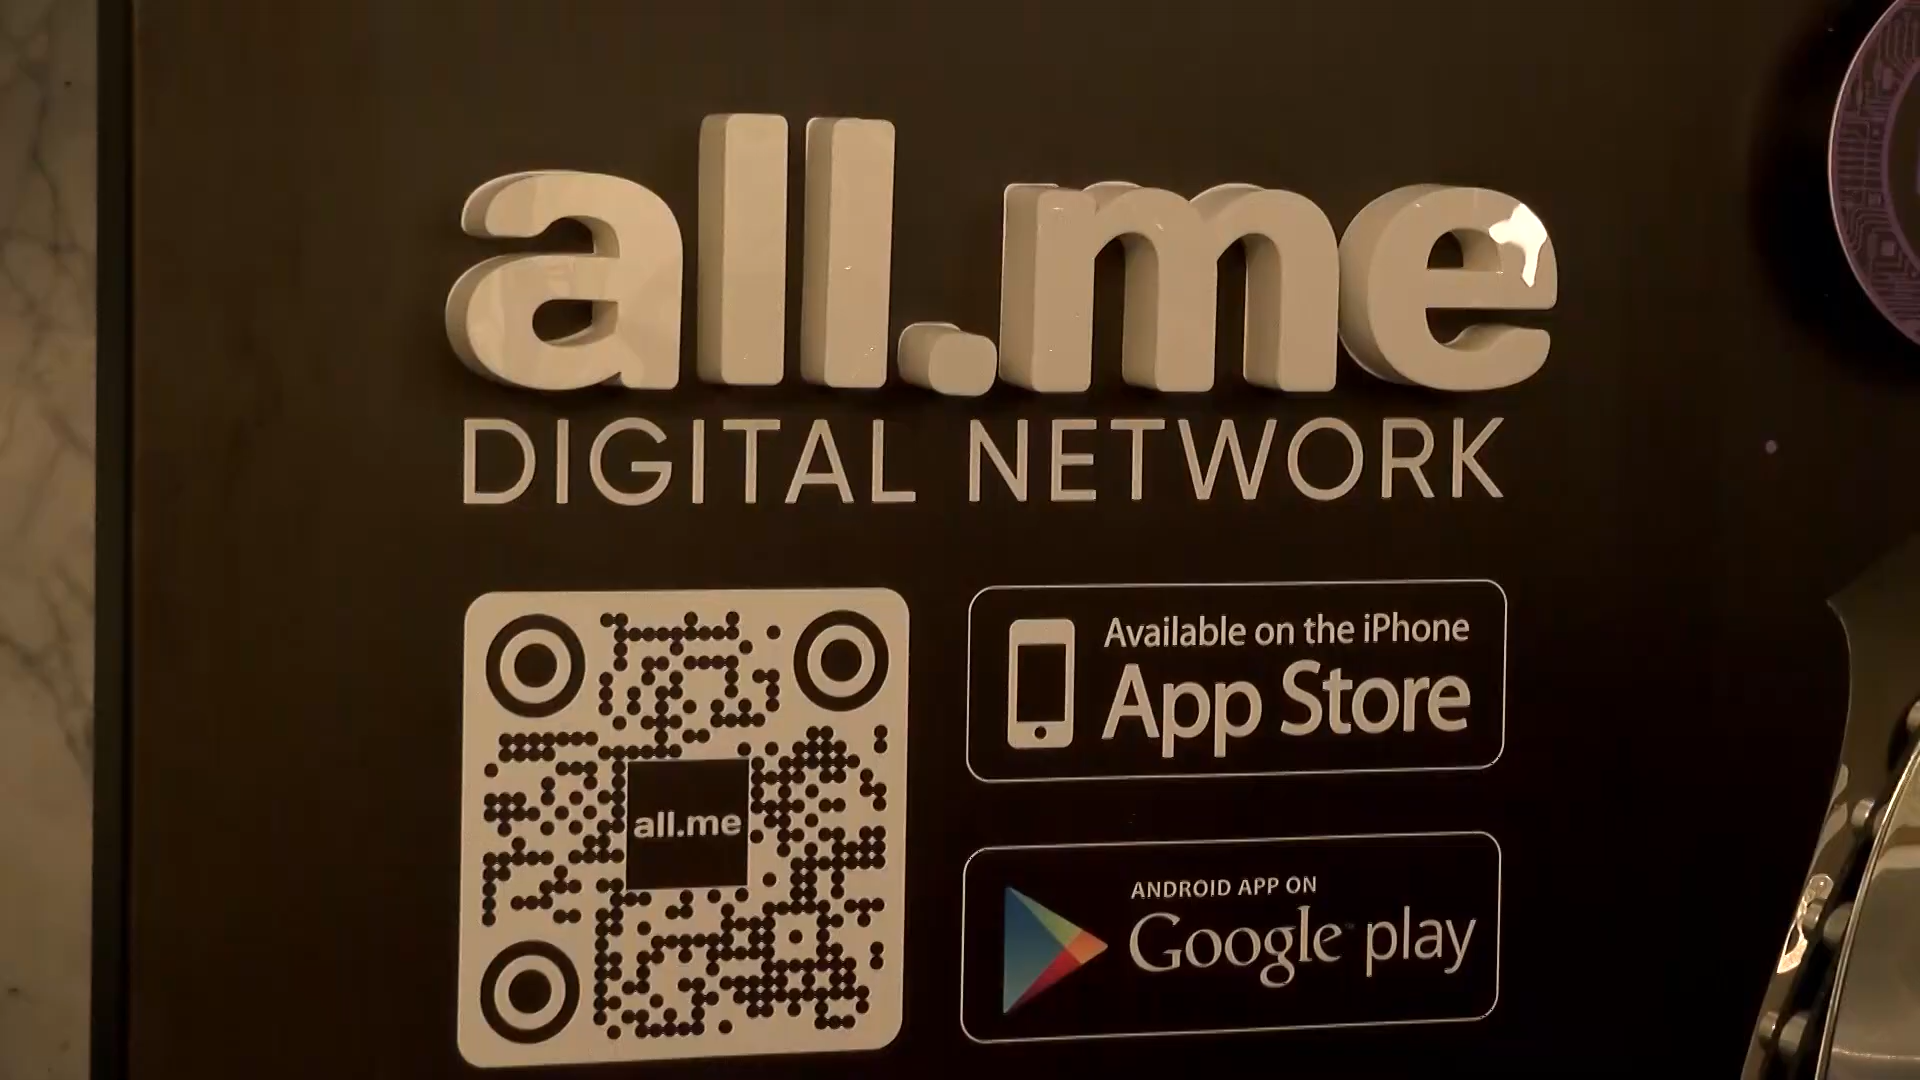 all.me
DIGITAL NETWORK
all.me
Available on the iPhone
App Store
ANDROID APP ON
Google play